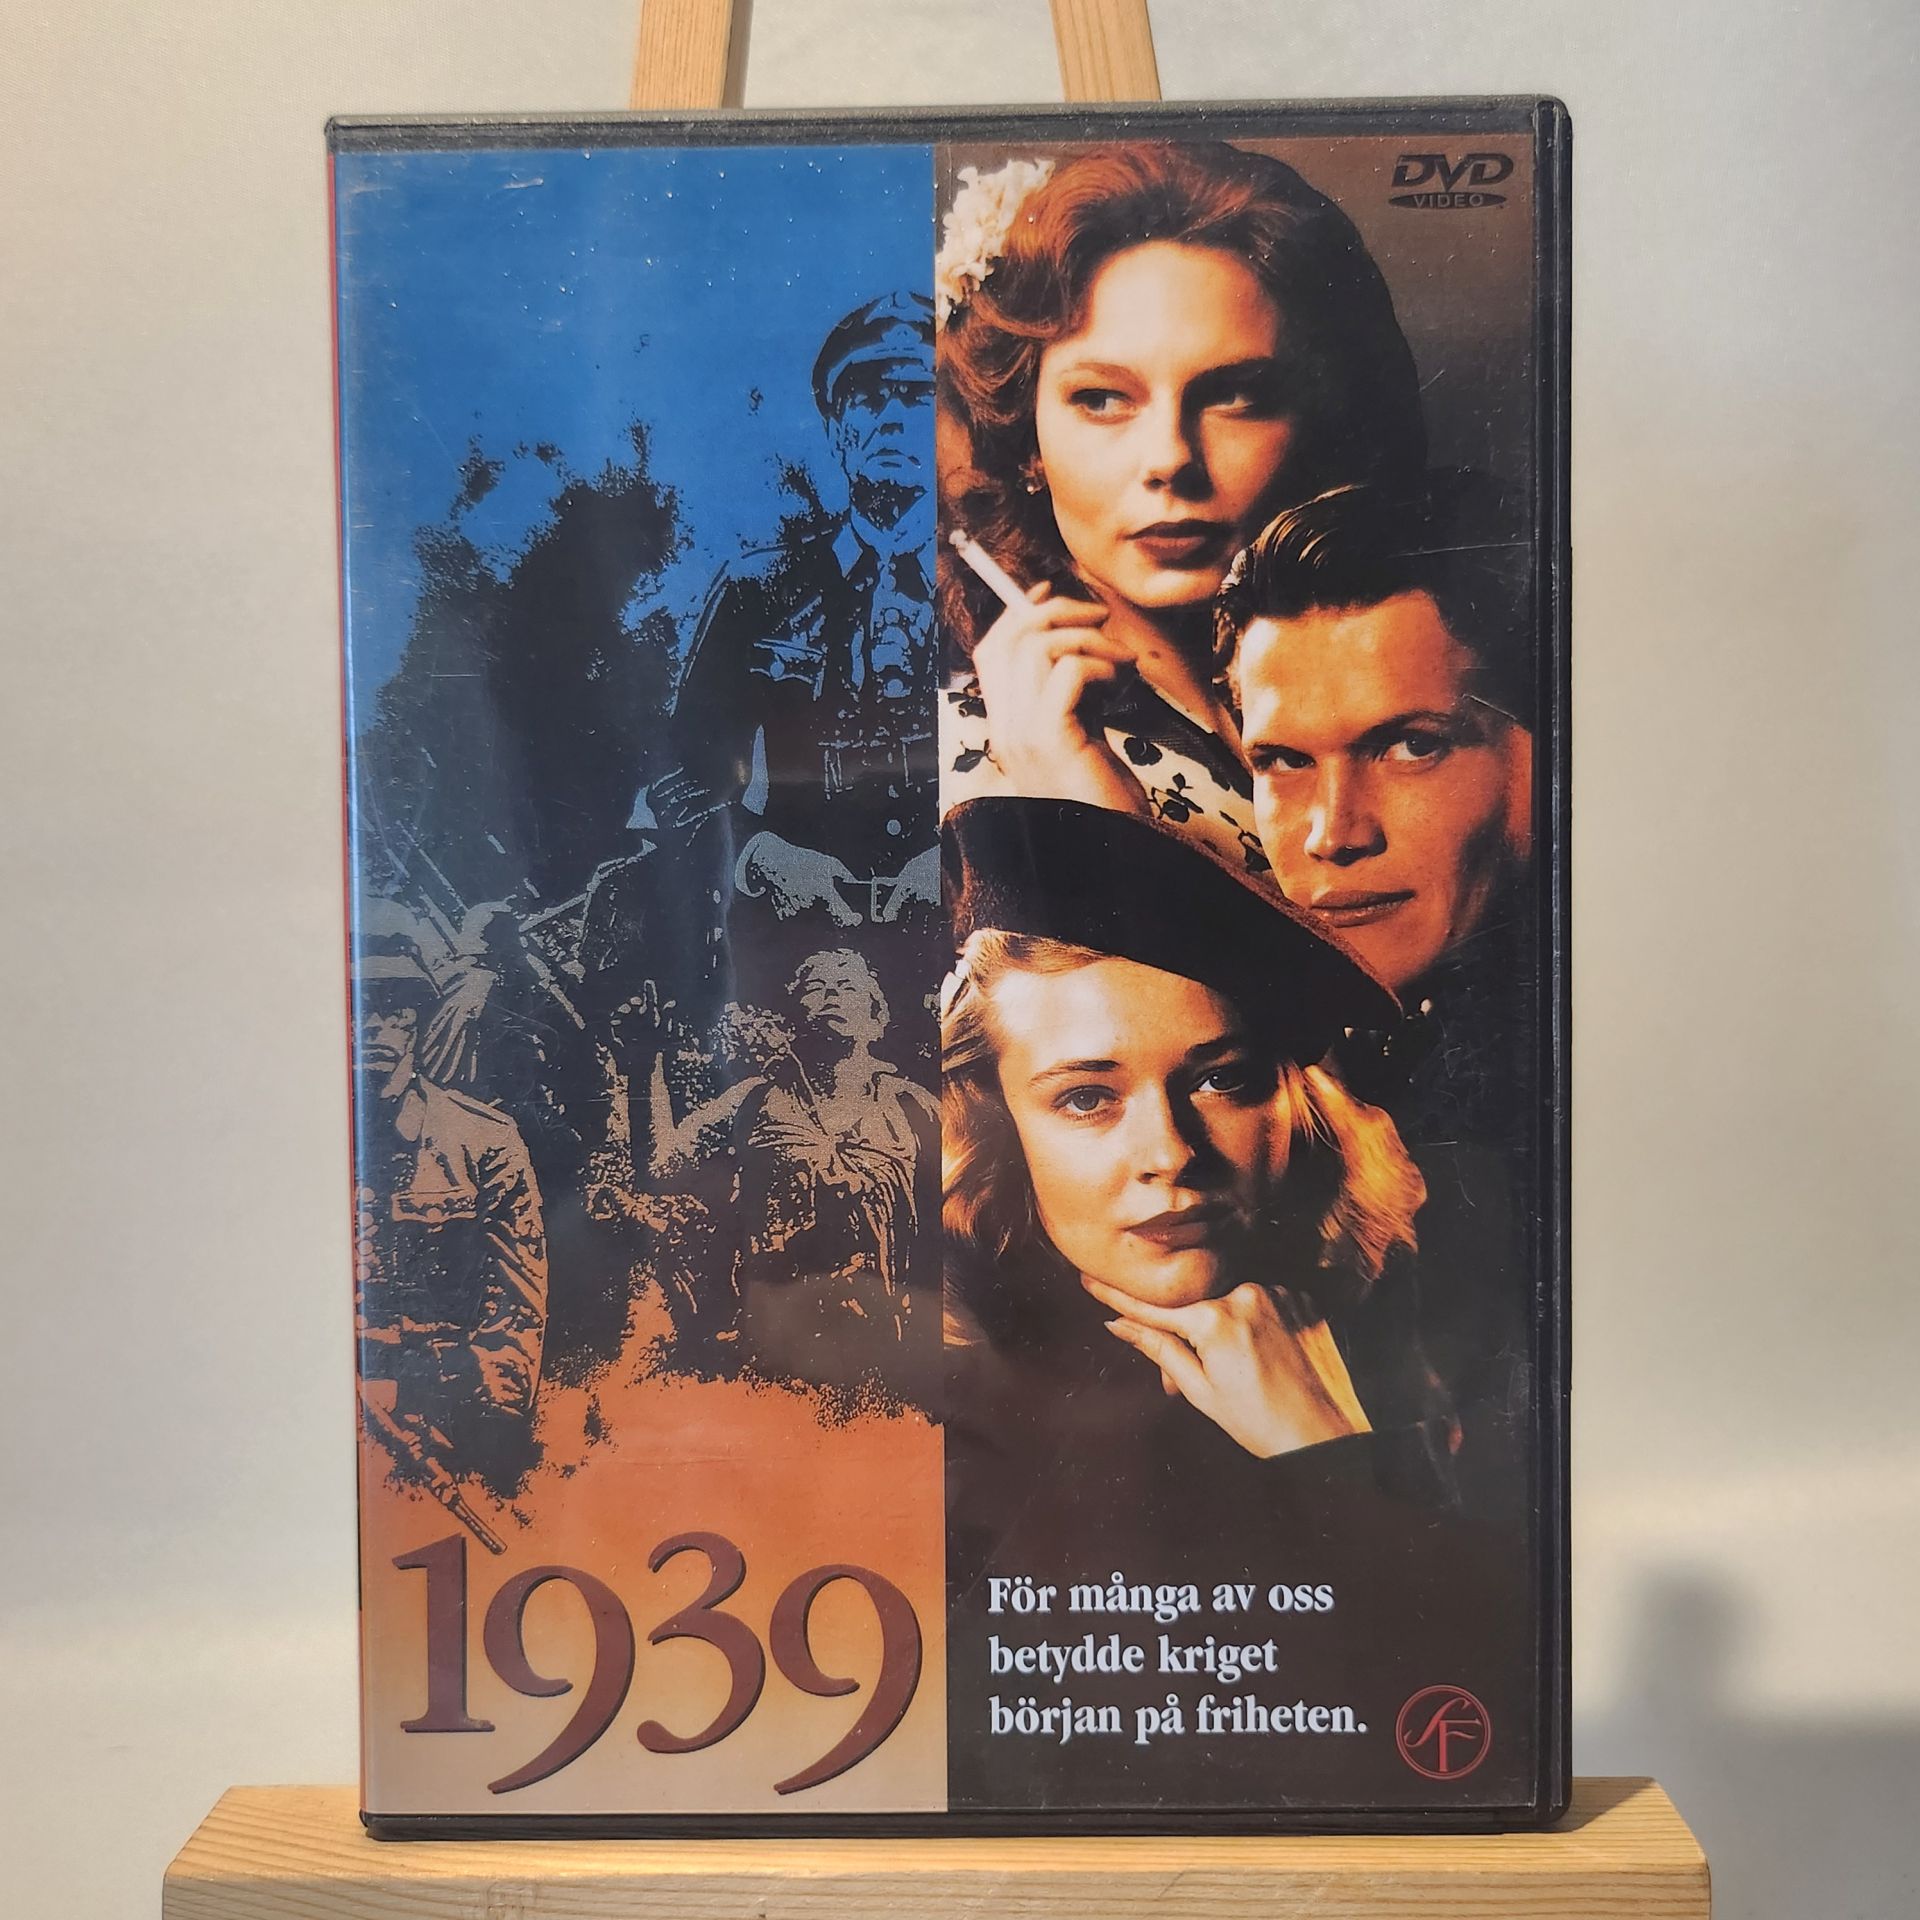 DVD
VIDEO
1939
För många av oss
betydde kriget
början på friheten.
SF